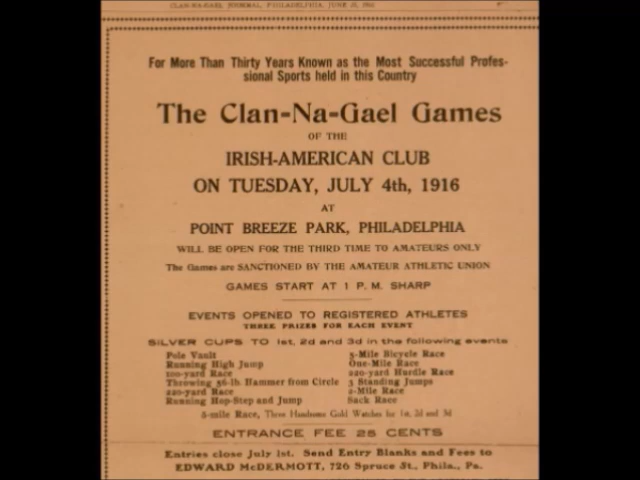 CLAN-NA-GAEL JOURNAL, PHILADELPHIA, JUNE
For More Than Thirty Years Known as the Most Successful Profes-
sional Sports held in this Country
The Clan-Na-Gael Games
OF THE
IRISH-AMERICAN CLUB
ON TUESDAY, JULY 4th, 1916
AT
POINT BREEZE PARK, PHILADELPHIA
WILL BE OPEN FOR THE THIRD TIME TO AMATEURS ONLY
The Games are SANCTIONED BY THE AMATEUR ATHLETIC UNION
GAMES START AT 1 P. M. SHARP
EVENTS OPENED TO REGISTERED ATHLETES
THREE PRIZES FOR EACH EVENT
SILVER CUPS TO 1st, 2d and 3d in the following events
Pole Vault
Running High Jump
100-yard Race
Throwing 56-lb. Hammer from Circle
220-yard Race
Running Hop-Step and Jump
5-Mile Bicycle Race
One-Mile Race
220-yard Hurdle Race
3 Standing Jumps
2-Mile Race
Sack Race
-mile Race, Three Handsome Gold Watches for 1st, 2d and 3d
ENTRANCE FEE 25 CENTS
Entries close July 1st. Send Entry Blanks and Fees to
EDWARD McDERMOTT, 726 Spruce St., Phila., Pa.